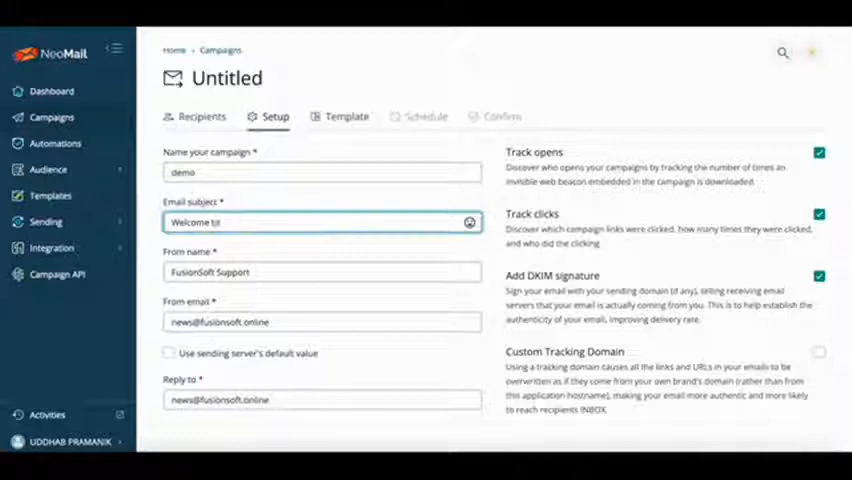 NeoMail
Dashboard
Campaigns
Automations
Audience
Templates
Sending
Integration
Campaign API
Activities
UDDHAB PRAMANIK
Home › Campaigns
Untitled
Recipients
Setup
Template
Schedule
Confirm
Name your campaign *
demo
Email subject *
Welcome to
From name *
FusionSoft Support
From email *
news@fusionsoft.online
Use sending server's default value
Reply to *
news@fusionsoft.online
Track opens
Discover who opens your campaigns by tracking the number of times an
invisible web beacon embedded in the campaign is downloaded.
Track clicks
Discover which campaign links were clicked, how many times they were clicked,
and who did the clicking
Add DKIM signature
Sign your email with your sending domain (if any), telling receiving email
servers that your email is actually coming from you. This is to help establish the
authenticity of your email, improving delivery rate.
Custom Tracking Domain
Using a tracking domain causes all the links and URLs in your emails to be
overwritten as if they come from your own brand's domain (rather than from
this application hostname), making your email more authentic and more likely
to reach recipients INBOX.